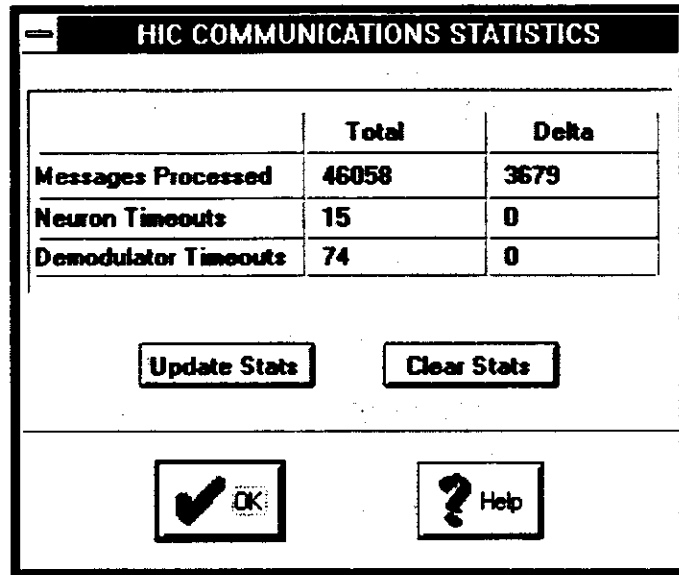 HIC COMMUNICATIONS STATISTICS
Total Delta
Messages Processed 46058 3679
Neuron Timeouts 15 0
Demodulator Timeouts 74 0
Update Stats Clear Stats
OK Help